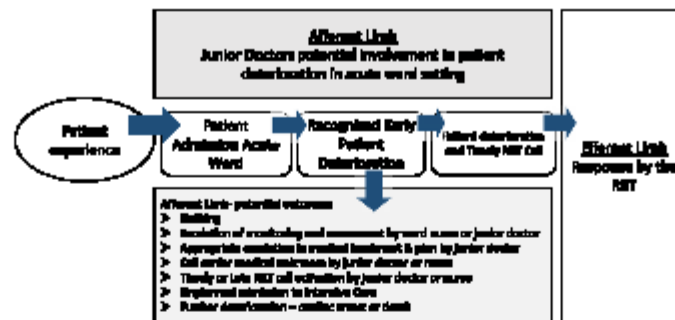 Afferent Limb
Junior Doctors potential involvement in patient
deterioration in acute ward setting
Patient
experience
Patient
Admission Acute
Ward
Recognised Early
Patient
Deterioration
Patient deterioration
and Timely RRT Call
Efferent Limb
Response by the
RRT
Afferent Limb- potential outcomes
Nothing
Escalation of monitoring and assessment by ward nurse or junior doctor
Appropriate escalation in medical treatment & plan by junior doctor
Call senior medical by junior doctor or nurse
Timely or Late RRT call activation by junior doctor or nurse
Unplanned admission to Intensive Care
Further deterioration – cardiac arrest or death